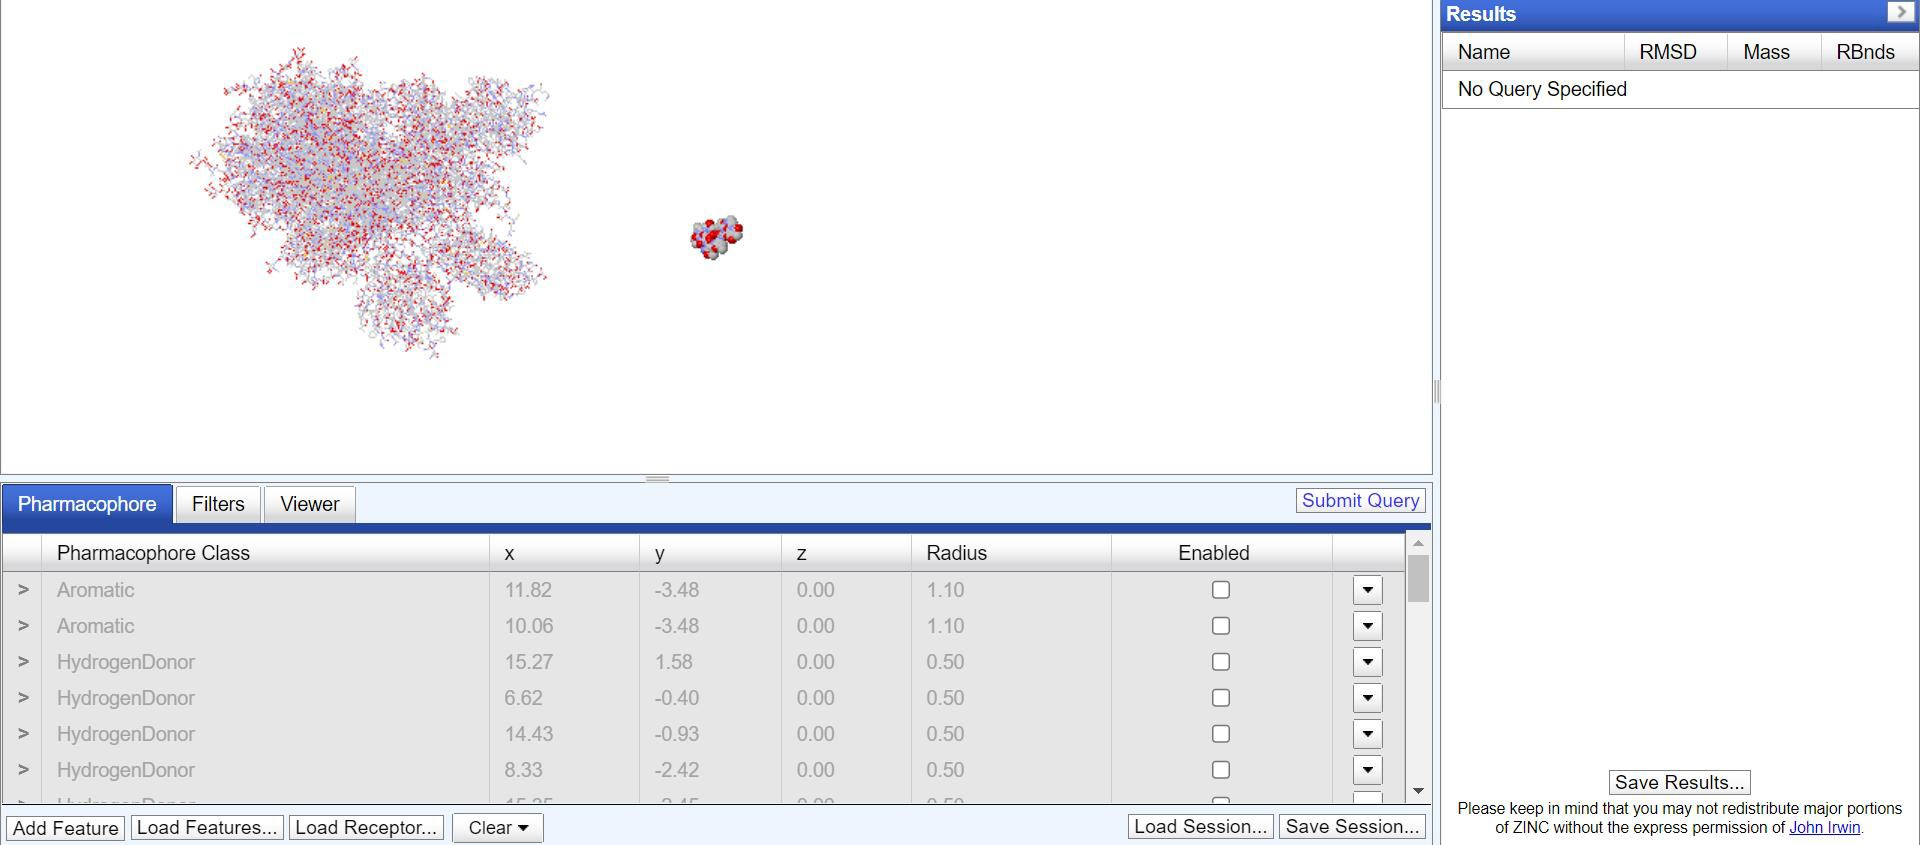 Results
Name RMSD Mass RBnds
No Query Specified
Pharmacophore Filters Viewer Submit Query
Pharmacophore Class x y z Radius Enabled
> Aromatic 11.82 -3.48 0.00 1.10
> Aromatic 10.06 -3.48 0.00 1.10
> HydrogenDonor 15.27 1.58 0.00 0.50
> HydrogenDonor 6.62 -0.40 0.00 0.50
> HydrogenDonor 14.43 -0.93 0.00 0.50
> HydrogenDonor 8.33 -2.42 0.00 0.50
Add Feature Load Features... Load Receptor... Clear Load Session... Save Session...
Save Results...
Please keep in mind that you may not redistribute major portions
of ZINC without the express permission of John Irwin.